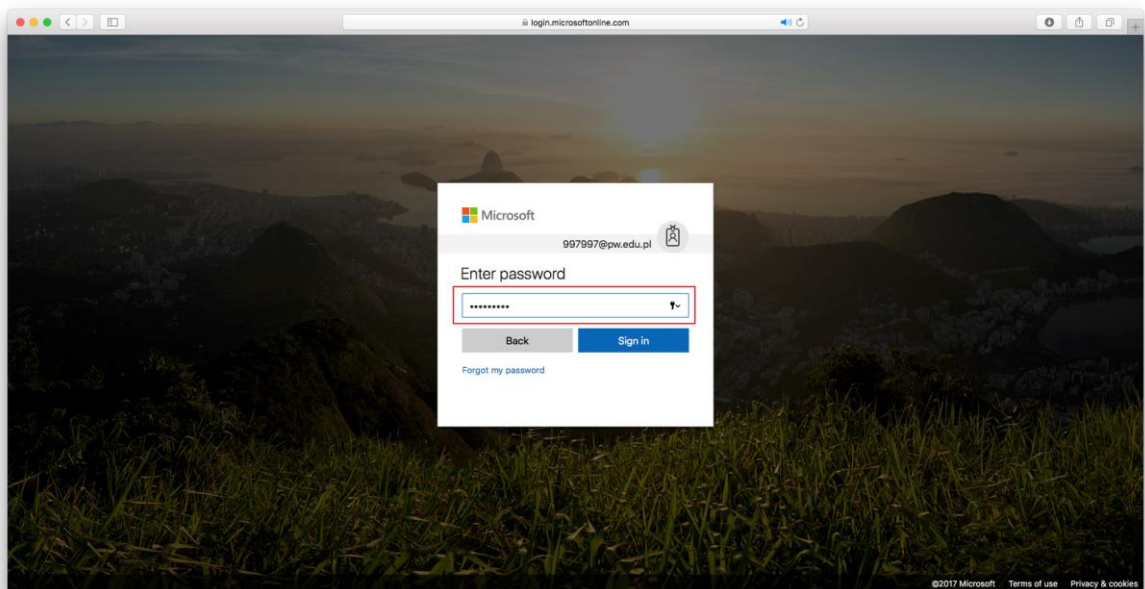 login.microsoftonline.com
Microsoft
997997@pw.edu.pl
Enter password
•••••••••
Back
Sign in
Forgot my password
©2017 Microsoft Terms of use Privacy & cookies